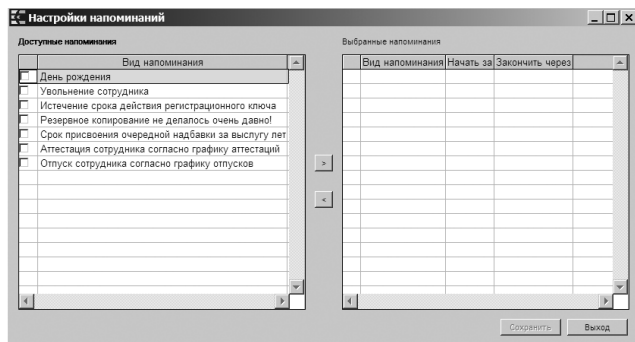 Настройки напоминаний
Доступные напоминания
Вид напоминания
День рождения
Увольнение сотрудника
Истечение срока действия регистрационного ключа
Резервное копирование не делалось очень давно!
Срок присвоения очередной надбавки за выслугу лет
Аттестация сотрудника согласно графику аттестаций
Отпуск сотрудника согласно графику отпусков
>
<
Выбранные напоминания
Вид напоминания Начать за Закончить через
Сохранить Выход